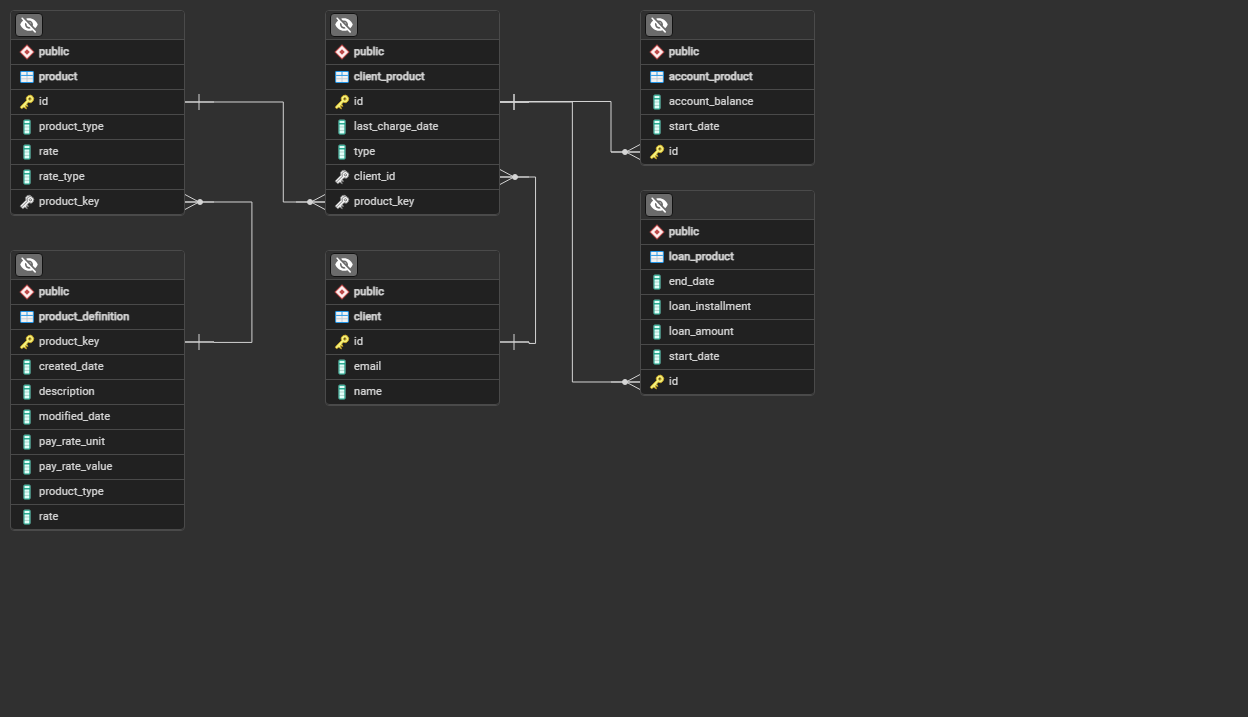 public
product
id
product_type
rate
rate_type
product_key
public
product_definition
product_key
created_date
description
modified_date
pay_rate_unit
pay_rate_value
product_type
rate
public
client_product
id
last_charge_date
type
client_id
product_key
public
client
id
email
name
public
account_product
account_balance
start_date
id
public
loan_product
end_date
loan_installment
loan_amount
start_date
id